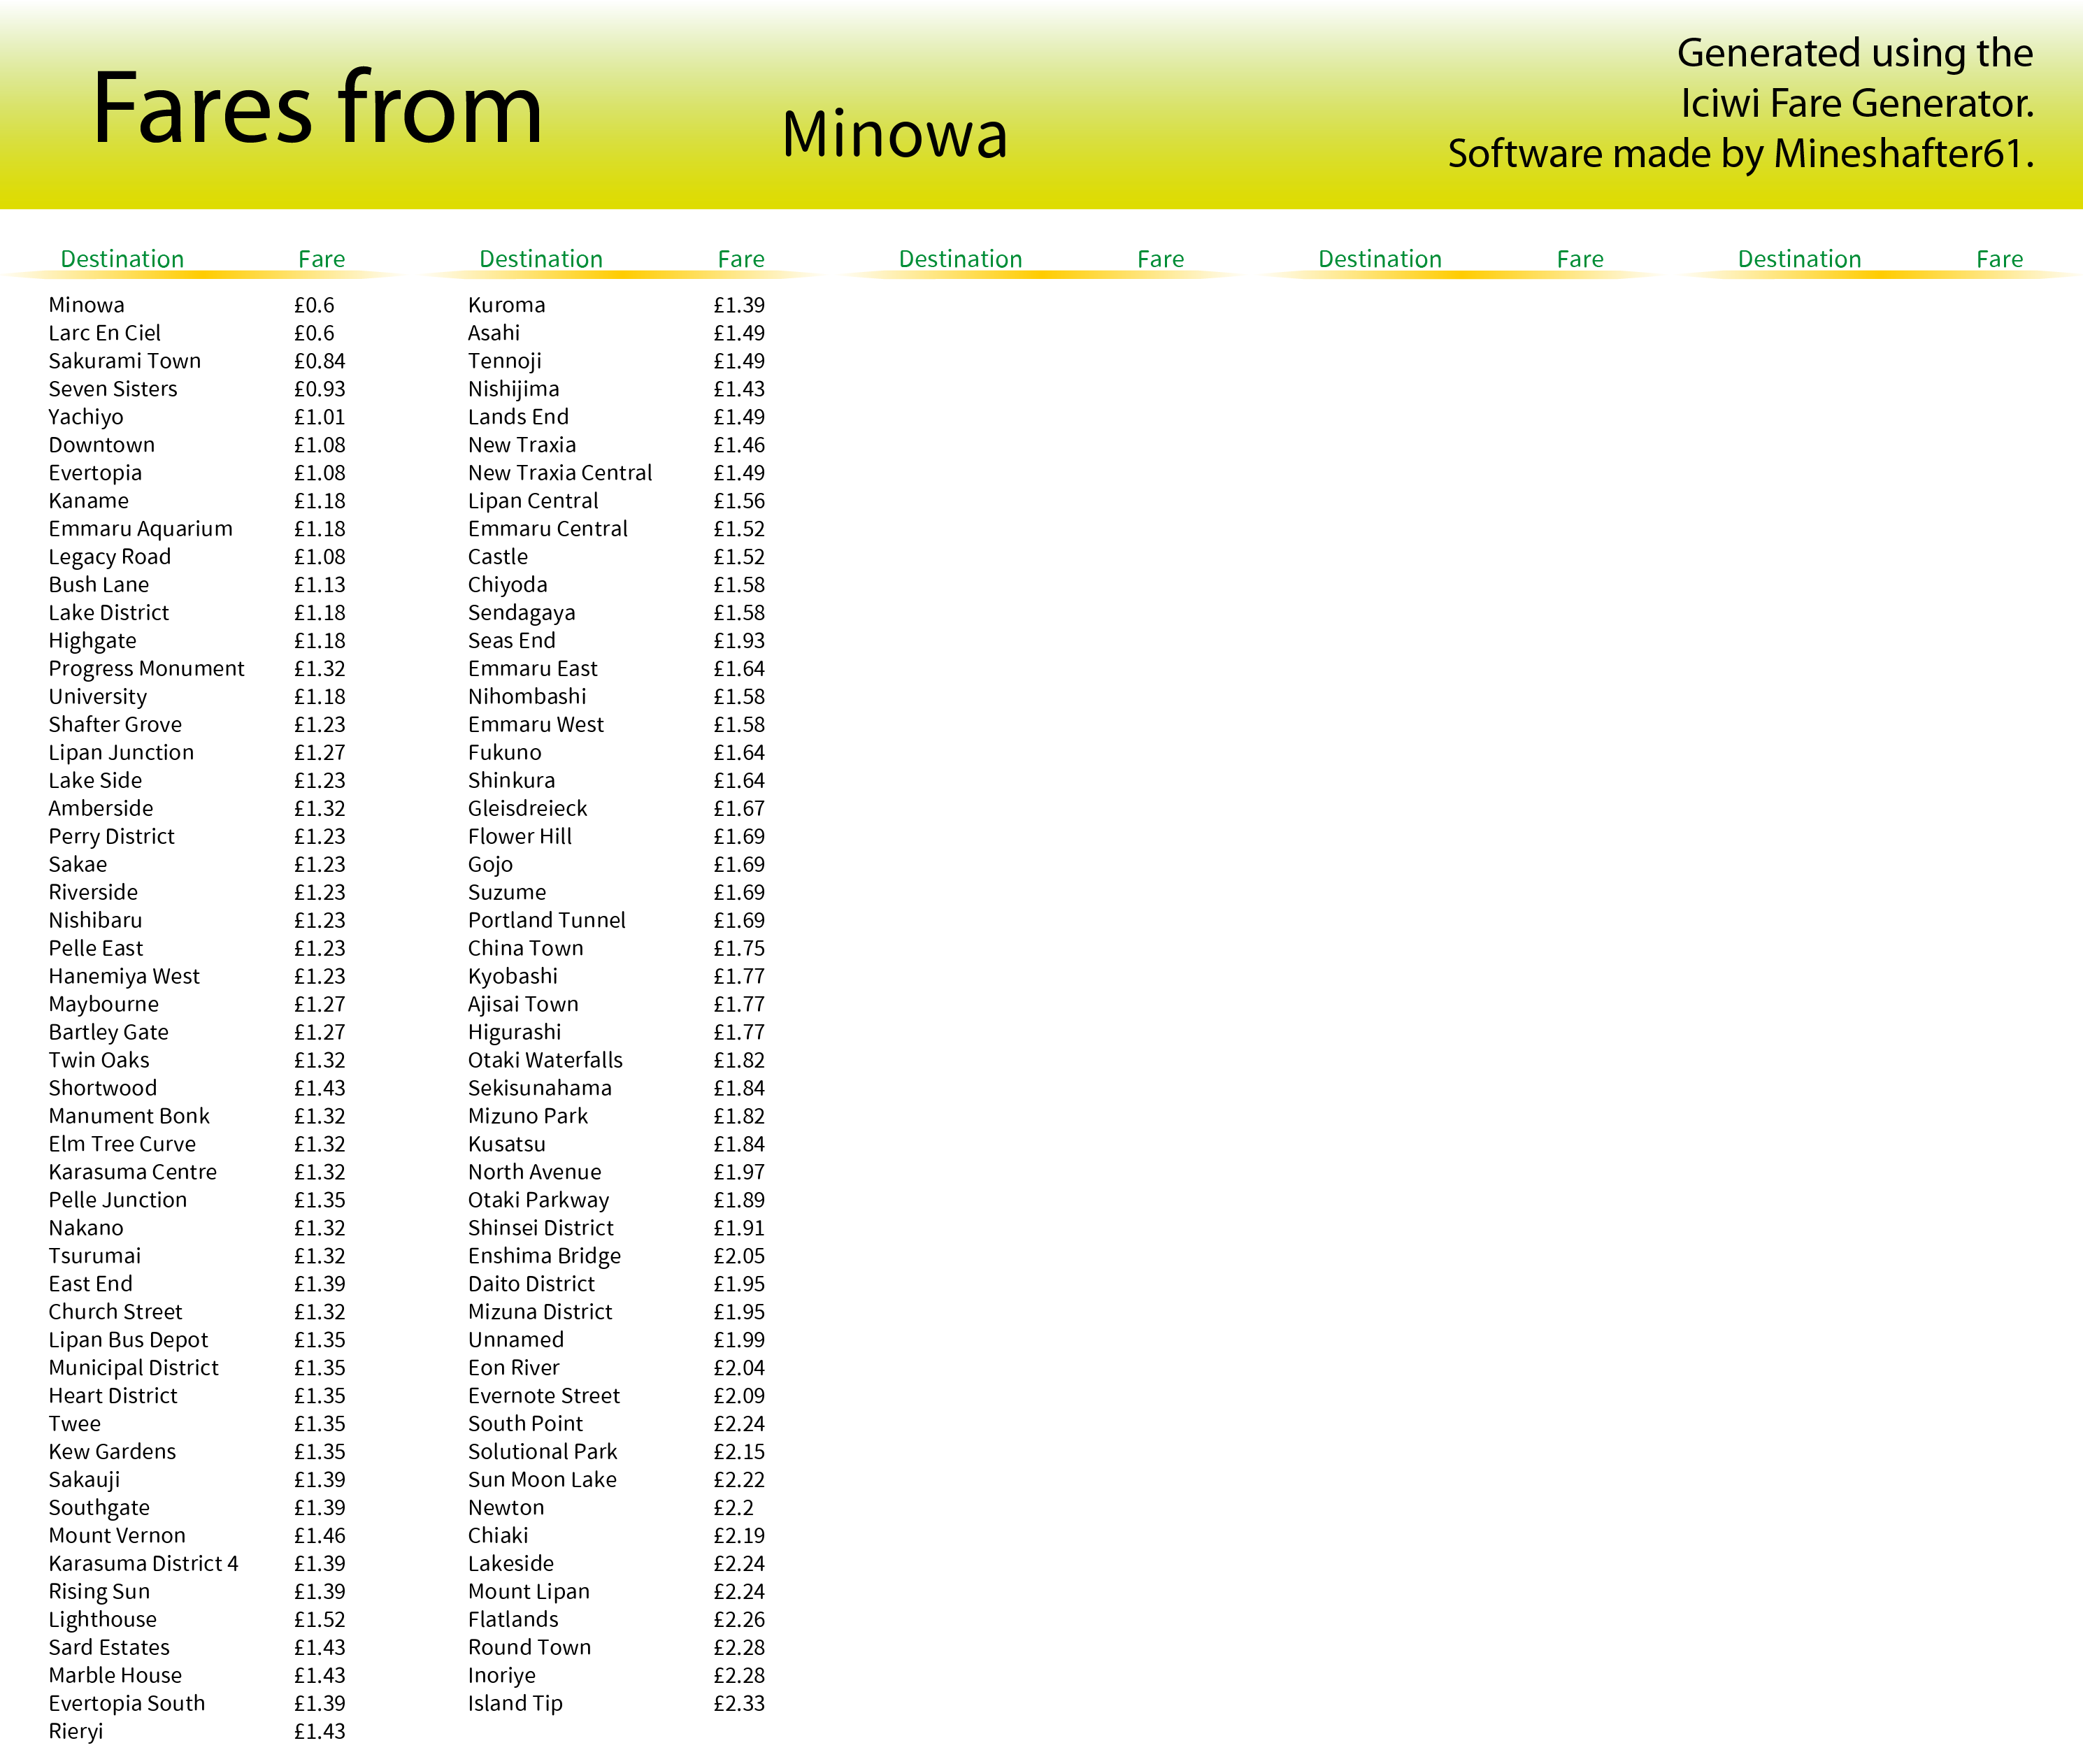 Fares from
Minowa
Generated using the
Iciwi Fare Generator.
Software made by Mineshafter61.
Destination Fare Destination Fare Destination Fare Destination Fare Destination Fare
Minowa £0.6
Larc En Ciel £0.6
Sakurami Town £0.84
Seven Sisters £0.93
Yachiyo £1.01
Downtown £1.08
Evertopia £1.08
Kaname £1.18
Emmaru Aquarium £1.18
Legacy Road £1.08
Bush Lane £1.13
Lake District £1.18
Highgate £1.18
Progress Monument £1.32
University £1.18
Shafter Grove £1.23
Lipan Junction £1.27
Lake Side £1.23
Amberside £1.32
Perry District £1.23
Sakae £1.23
Riverside £1.23
Nishibaru £1.23
Pelle East £1.23
Hanemiya West £1.23
Maybourne £1.27
Bartley Gate £1.27
Twin Oaks £1.32
Shortwood £1.43
Manument Bonk £1.32
Elm Tree Curve £1.32
Karasuma Centre £1.32
Pelle Junction £1.35
Nakano £1.32
Tsurumai £1.32
East End £1.39
Church Street £1.32
Lipan Bus Depot £1.35
Municipal District £1.35
Heart District £1.35
Twee £1.35
Kew Gardens £1.35
Sakauji £1.39
Southgate £1.39
Mount Vernon £1.46
Karasuma District 4 £1.39
Rising Sun £1.39
Lighthouse £1.52
Sard Estates £1.43
Marble House £1.43
Evertopia South £1.39
Rieryi £1.43
Kuroma £1.39
Asahi £1.49
Tennoji £1.49
Nishijima £1.43
Lands End £1.49
New Traxia £1.46
New Traxia Central £1.49
Lipan Central £1.56
Emmaru Central £1.52
Castle £1.52
Chiyoda £1.58
Sendagaya £1.58
Seas End £1.93
Emmaru East £1.64
Nihombashi £1.58
Emmaru West £1.58
Fukuno £1.64
Shinkura £1.64
Gleisdreieck £1.67
Flower Hill £1.69
Gojo £1.69
Suzume £1.69
Portland Tunnel £1.69
China Town £1.75
Kyobashi £1.77
Ajisai Town £1.77
Higurashi £1.77
Otaki Waterfalls £1.82
Sekisunahama £1.84
Mizuno Park £1.82
Kusatsu £1.84
North Avenue £1.97
Otaki Parkway £1.89
Shinsei District £1.91
Enshima Bridge £2.05
Daito District £1.95
Mizuna District £1.95
Unnamed £1.99
Eon River £2.04
Evernote Street £2.09
South Point £2.24
Solutional Park £2.15
Sun Moon Lake £2.22
Newton £2.2
Chiaki £2.19
Lakeside £2.24
Mount Lipan £2.24
Flatlands £2.26
Round Town £2.28
Inoriye £2.28
Island Tip £2.33